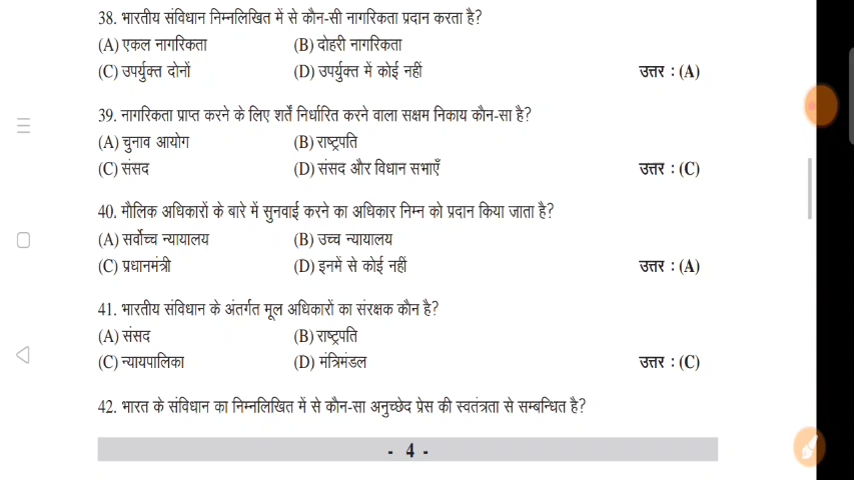 38. भारतीय संविधान निम्नलिखित में से कौन-सी नागरिकता प्रदान करता है?
(A) एकल नागरिकता (B) दोहरी नागरिकता
(C) उपर्युक्त दोनों (D) उपर्युक्त में कोई नहीं उत्तर : (A)
39. नागरिकता प्राप्त करने के लिए शर्तें निर्धारित करने वाला सक्षम निकाय कौन-सा है?
(A) चुनाव आयोग (B) राष्ट्रपति
(C) संसद (D) संसद और विधान सभाएँ उत्तर : (C)
40. मौलिक अधिकारों के बारे में सुनवाई करने का अधिकार निम्न को प्रदान किया जाता है?
(A) सर्वोच्च न्यायालय (B) उच्च न्यायालय
(C) प्रधानमंत्री (D) इनमें से कोई नहीं उत्तर : (A)
41. भारतीय संविधान के अंतर्गत मूल अधिकारों का संरक्षक कौन है?
(A) संसद (B) राष्ट्रपति
(C) न्यायपालिका (D) मंत्रिमंडल उत्तर : (C)
42. भारत के संविधान का निम्नलिखित में से कौन-सा अनुच्छेद प्रेस की स्वतंत्रता से सम्बन्धित है?
- 4 -